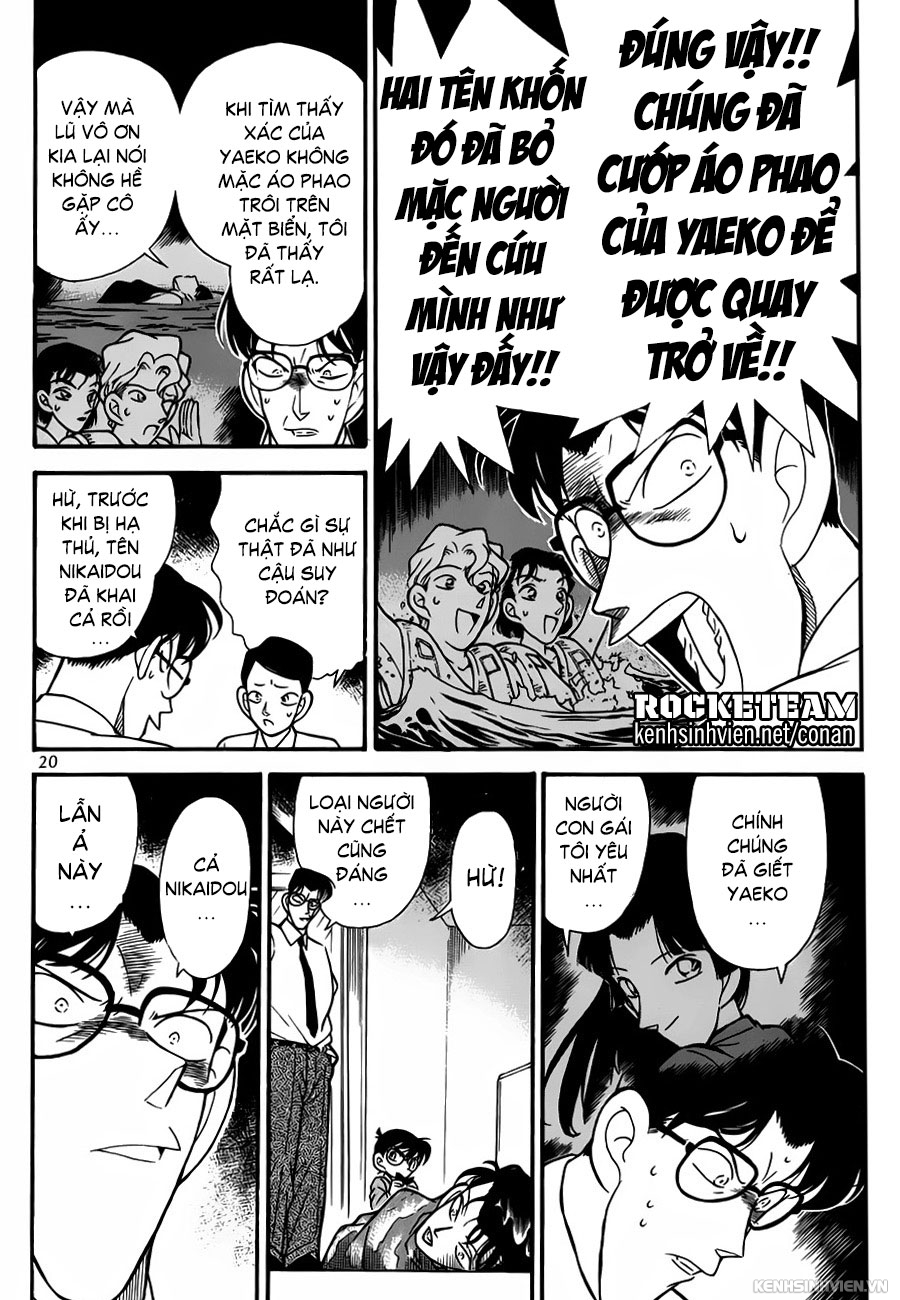 ĐÚNG VẬY!!
CHÚNG ĐÃ
CƯỚP ÁO PHAO
CỦA YAEKO ĐỂ
ĐƯỢC QUAY
TRỞ VỀ!!
HAI TÊN KHỐN
ĐÓ ĐÃ BỎ
MẶC NGƯỜI
ĐẾN CỨU
MÌNH NHƯ
VẬY ĐẤY!!
KHI TÌM THẤY
XÁC CỦA
YAEKO KHÔNG
MẶC ÁO PHAO
TRÔI TRÊN
MẶT BIỂN, TÔI
ĐÃ THẤY
RẤT LẠ.
VẬY MÀ
LŨ VÔ ƠN
KIA LẠI NÓI
KHÔNG HỀ
GẶP CÔ
ẤY...
CHẮC GÌ SỰ
THẬT ĐÃ NHƯ
CẬU SUY
ĐOÁN?
HỪ, TRƯỚC
KHI BỊ HẠ
THỦ, TÊN
NIKAIDOU
ĐÃ KHAI
CẢ RỒI
...
ROCKETEAM
kenhsinhvien.net/conan
20
CHÍNH
CHÚNG
ĐÃ GIẾT
YAEKO
...
NGƯỜI
CON GÁI
TÔI YÊU
NHẤT
...
HỪ!
LOẠI NGƯỜI
NÀY CHẾT
CŨNG
ĐÁNG
...
CẢ
NIKAIDOU
...
LẪN
Ả
NÀY
...
KENHSINHVIEN.VN